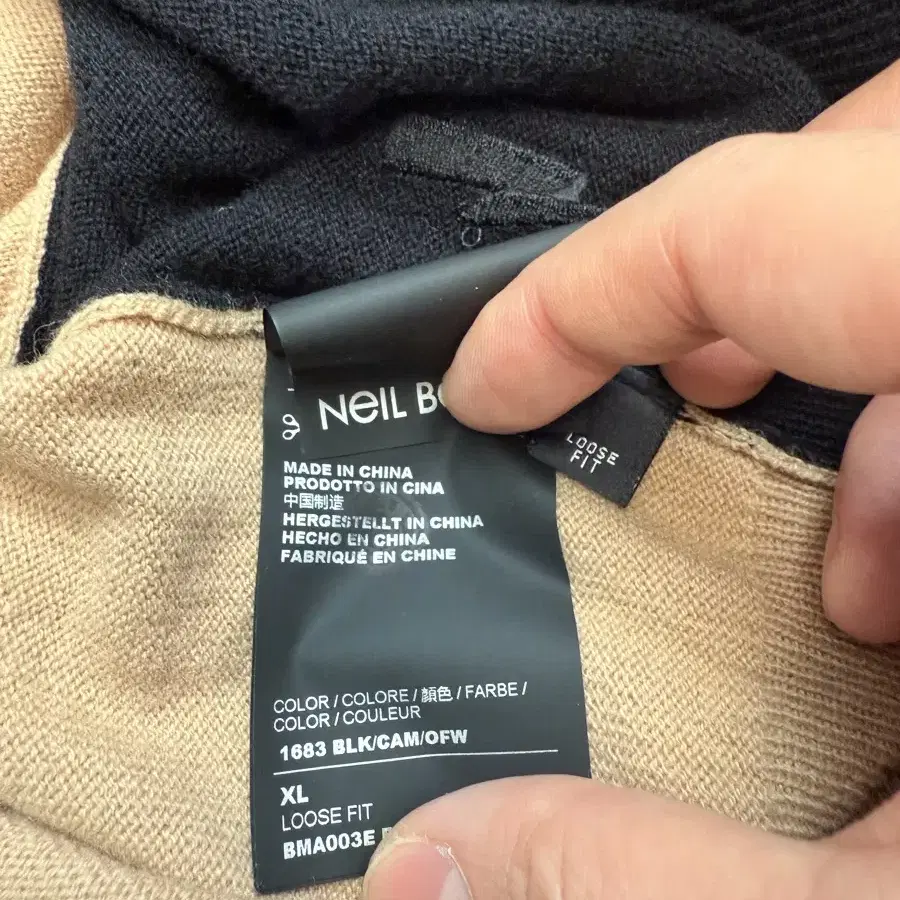 NEIL B
MADE IN CHINA
PRODOTTO IN CINA
中国制造
HERGESTELLT IN CHINA
HECHO EN CHINA
FABRIQUÉ EN CHINE
COLOR / COLORE / 顏色 / FARBE /
COLOR / COULEUR
1683 BLK/CAM/OFW
XL
LOOSE FIT
BMA003E
LOOSE
FIT